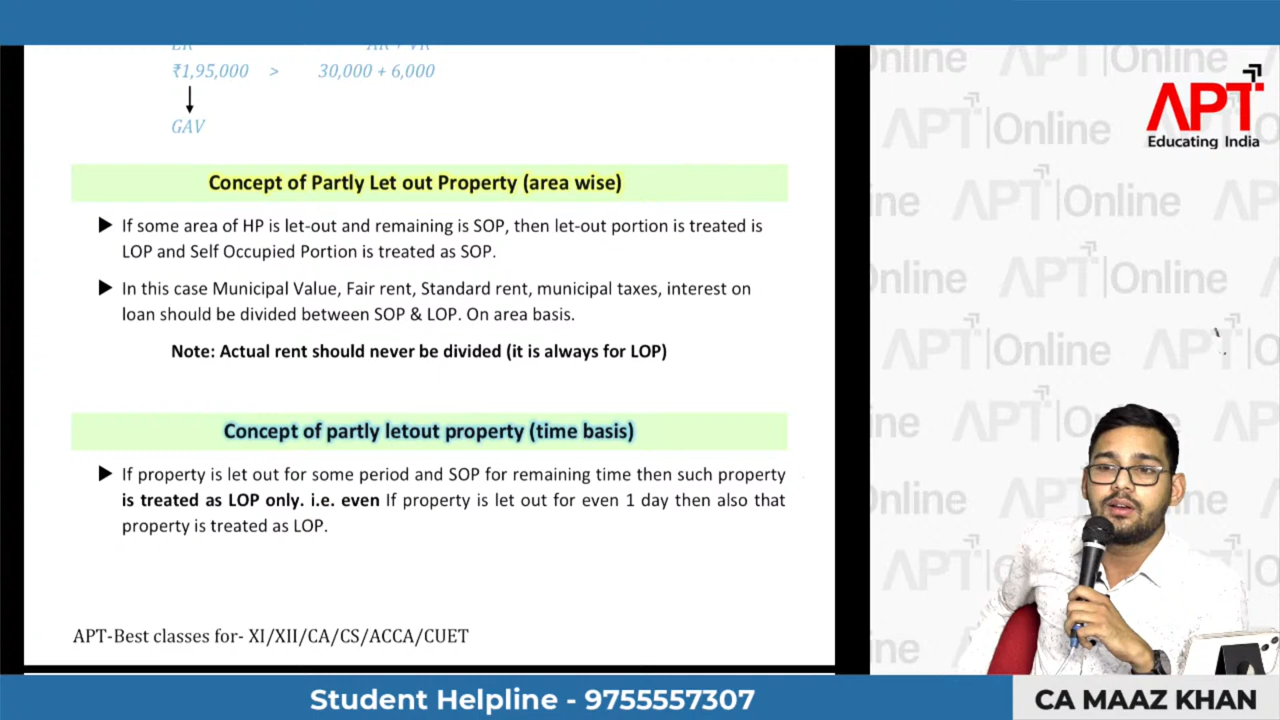 ER AR + VR
₹1,95,000 > 30,000 + 6,000
GAV
Concept of Partly Let out Property (area wise)
If some area of HP is let-out and remaining is SOP, then let-out portion is treated is
LOP and Self Occupied Portion is treated as SOP.
In this case Municipal Value, Fair rent, Standard rent, municipal taxes, interest on
loan should be divided between SOP & LOP. On area basis.
Note: Actual rent should never be divided (it is always for LOP)
Concept of partly letout property (time basis)
If property is let out for some period and SOP for remaining time then such property
is treated as LOP only. i.e. even If property is let out for even 1 day then also that
property is treated as LOP.
APT-Best classes for- XI/XII/CA/CS/ACCA/CUET
APT
Educating India
APT|Online
Student Helpline - 9755557307
CA MAAZ KHAN